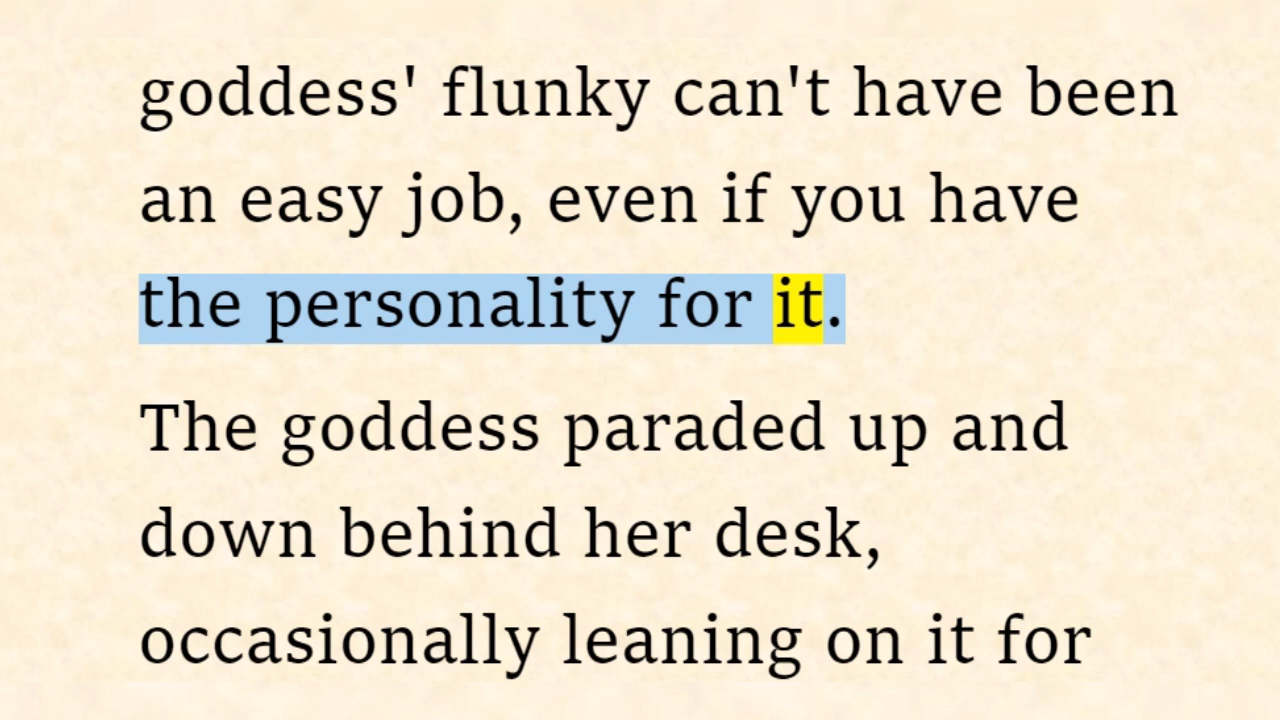 goddess' flunky can't have been
an easy job, even if you have
the personality for it.
The goddess paraded up and
down behind her desk,
occasionally leaning on it for